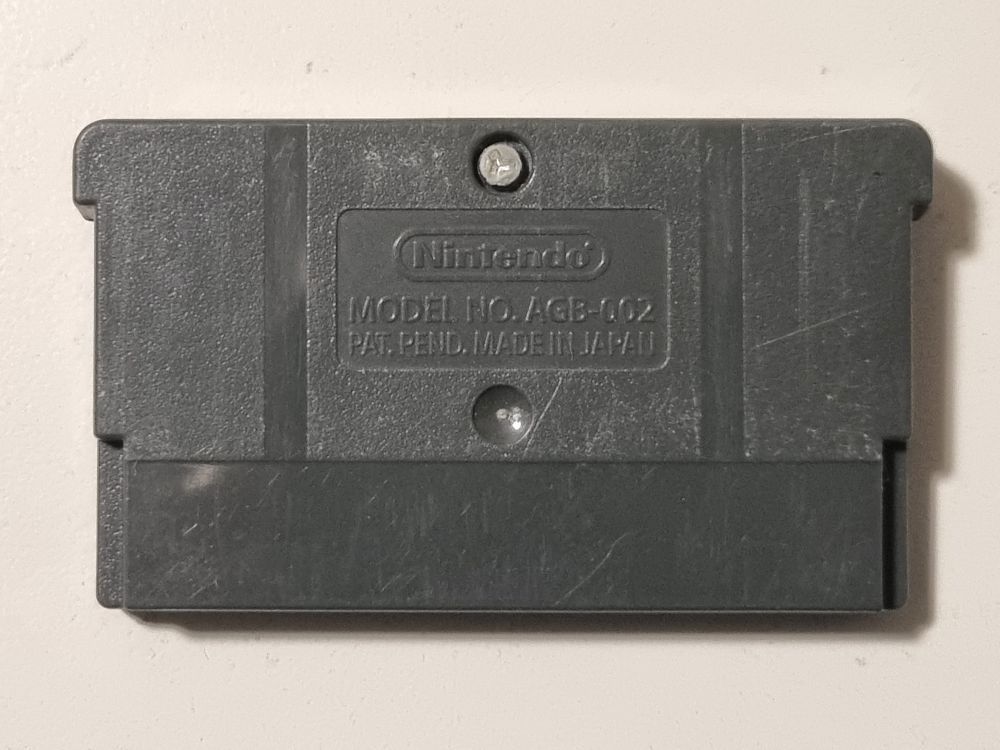 Nintendo®
MODEL NO. AGB-002
PAT. PEND. MADE IN JAPAN